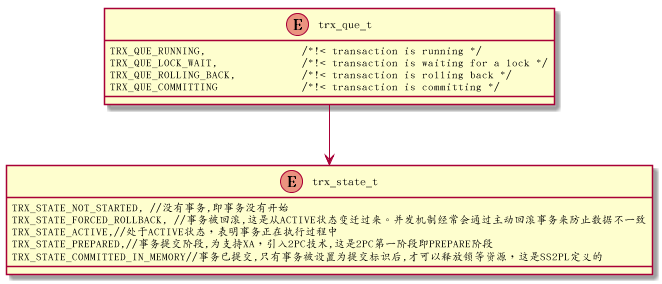 E trx_que_t
TRX_QUE_RUNNING, /*!< transaction is running */
TRX_QUE_LOCK_WAIT, /*!< transaction is waiting for a lock */
TRX_QUE_ROLLING_BACK, /*!< transaction is rolling back */
TRX_QUE_COMMITTING /*!< transaction is committing */
E trx_state_t
TRX_STATE_NOT_STARTED, //没有事务,即事务没有开始
TRX_STATE_FORCED_ROLLBACK, //事务被回滚,这是从ACTIVE状态变迁过来。并发机制经常会通过主动回滚事务来防止数据不一致
TRX_STATE_ACTIVE,//处于ACTIVE状态，表明事务正在执行过程中
TRX_STATE_PREPARED,//事务提交阶段,为支持XA，引入2PC技术,这是2PC第一阶段即PREPARE阶段
TRX_STATE_COMMITTED_IN_MEMORY//事务已提交,只有事务被设置为提交标识后,才可以释放锁等资源，这是SS2PL定义的